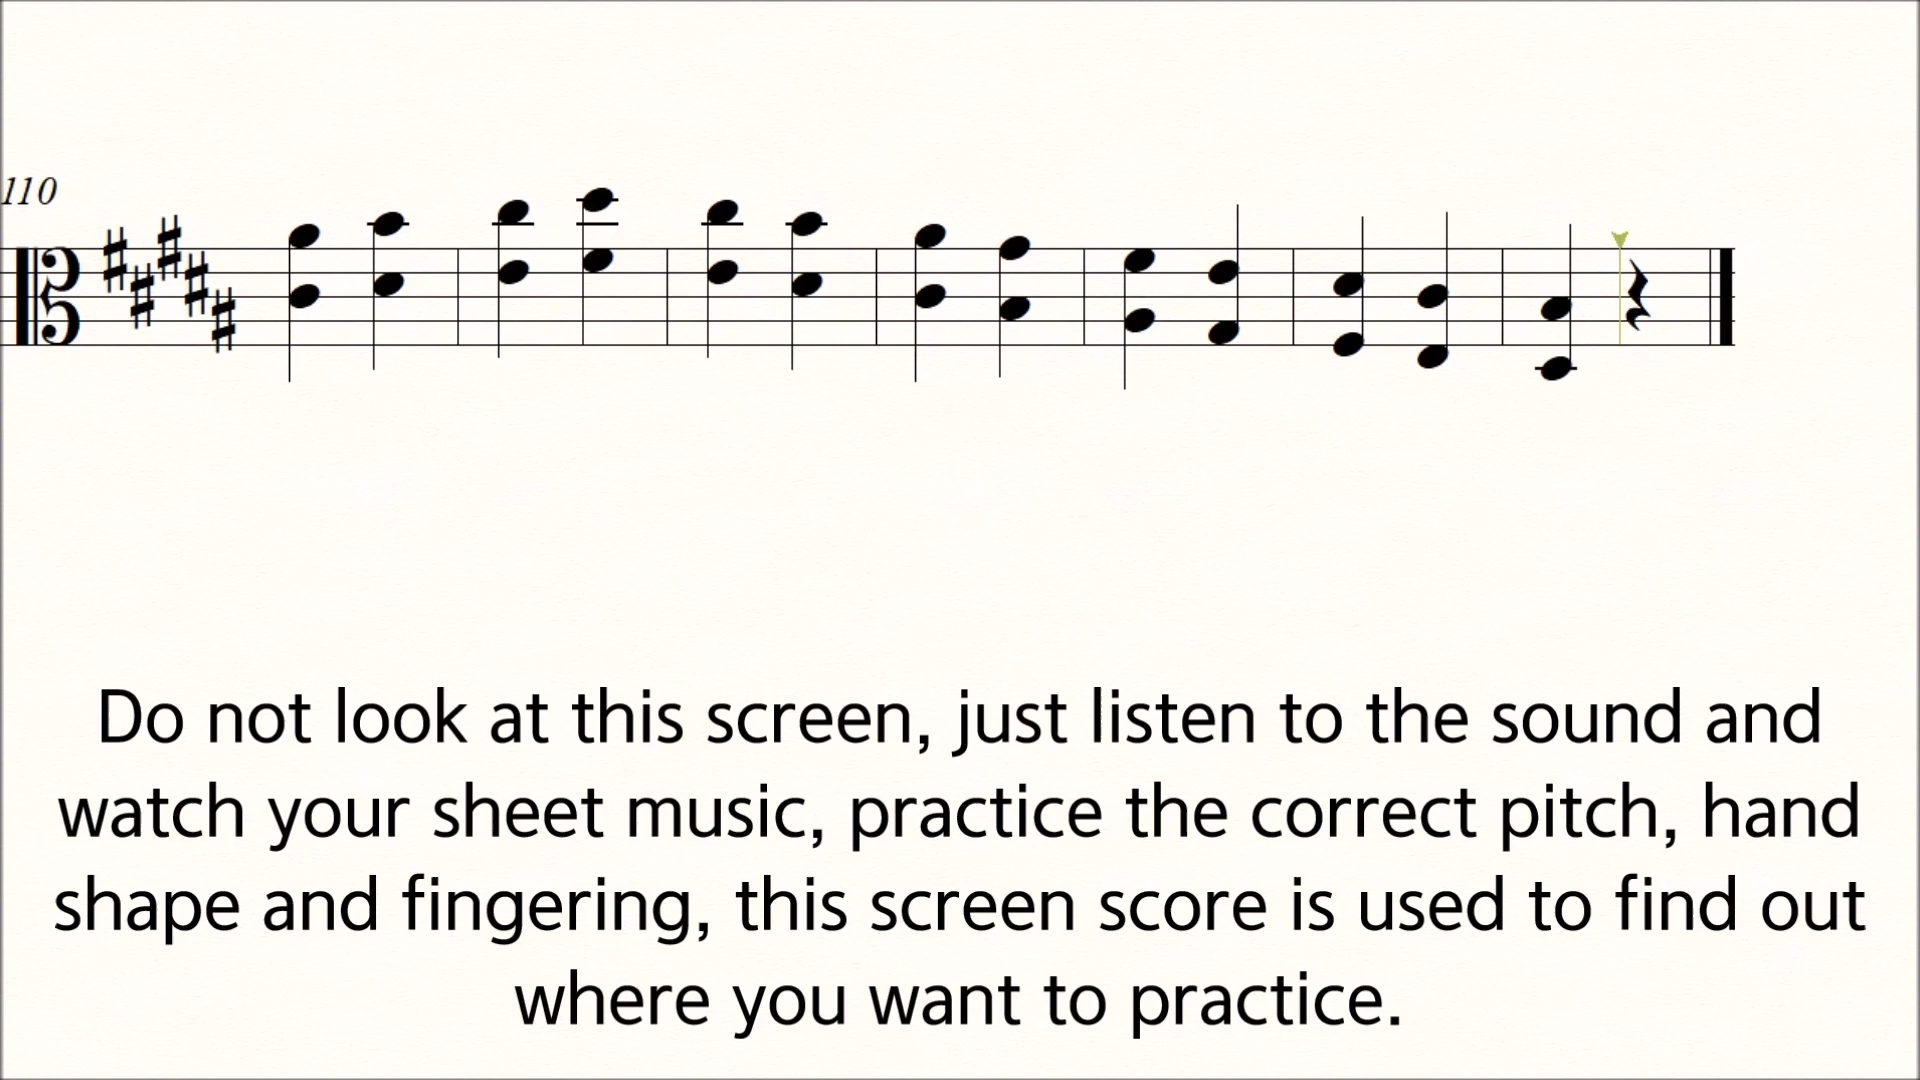 110
Do not look at this screen, just listen to the sound and
watch your sheet music, practice the correct pitch, hand
shape and fingering, this screen score is used to find out
where you want to practice.